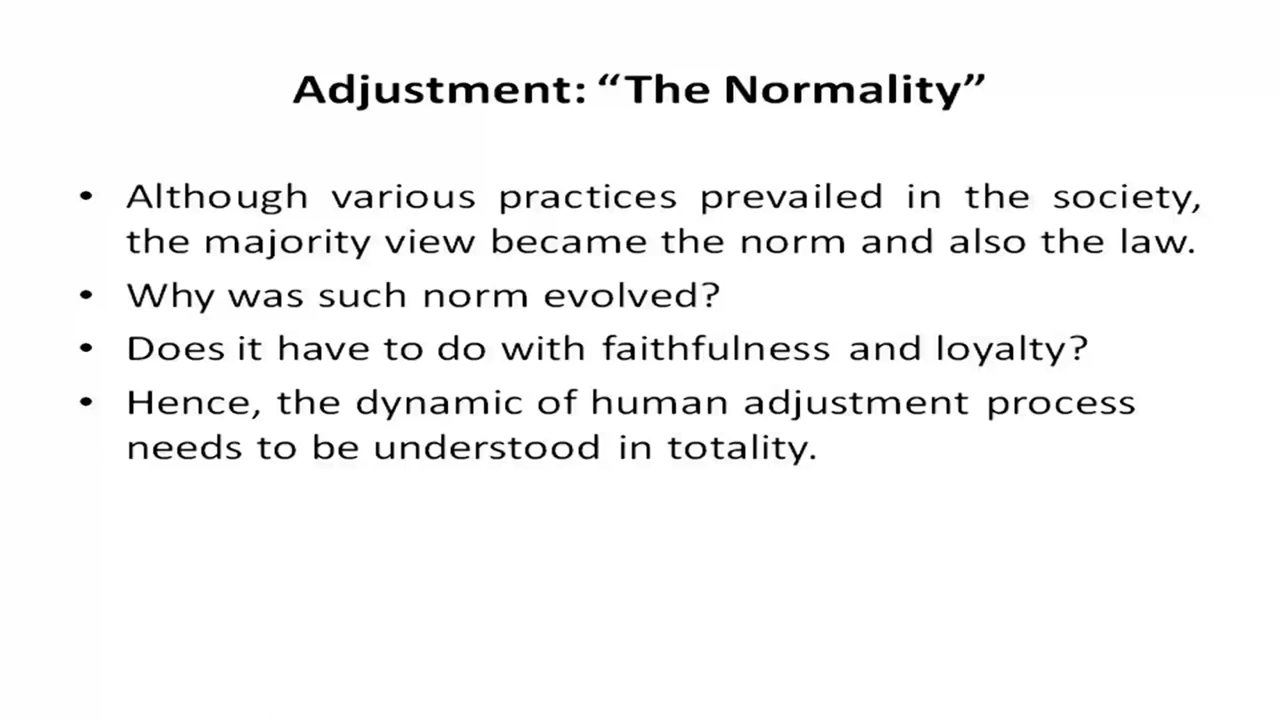 Adjustment: “The Normality”
• Although various practices prevailed in the society,
the majority view became the norm and also the law.
• Why was such norm evolved?
• Does it have to do with faithfulness and loyalty?
• Hence, the dynamic of human adjustment process
needs to be understood in totality.